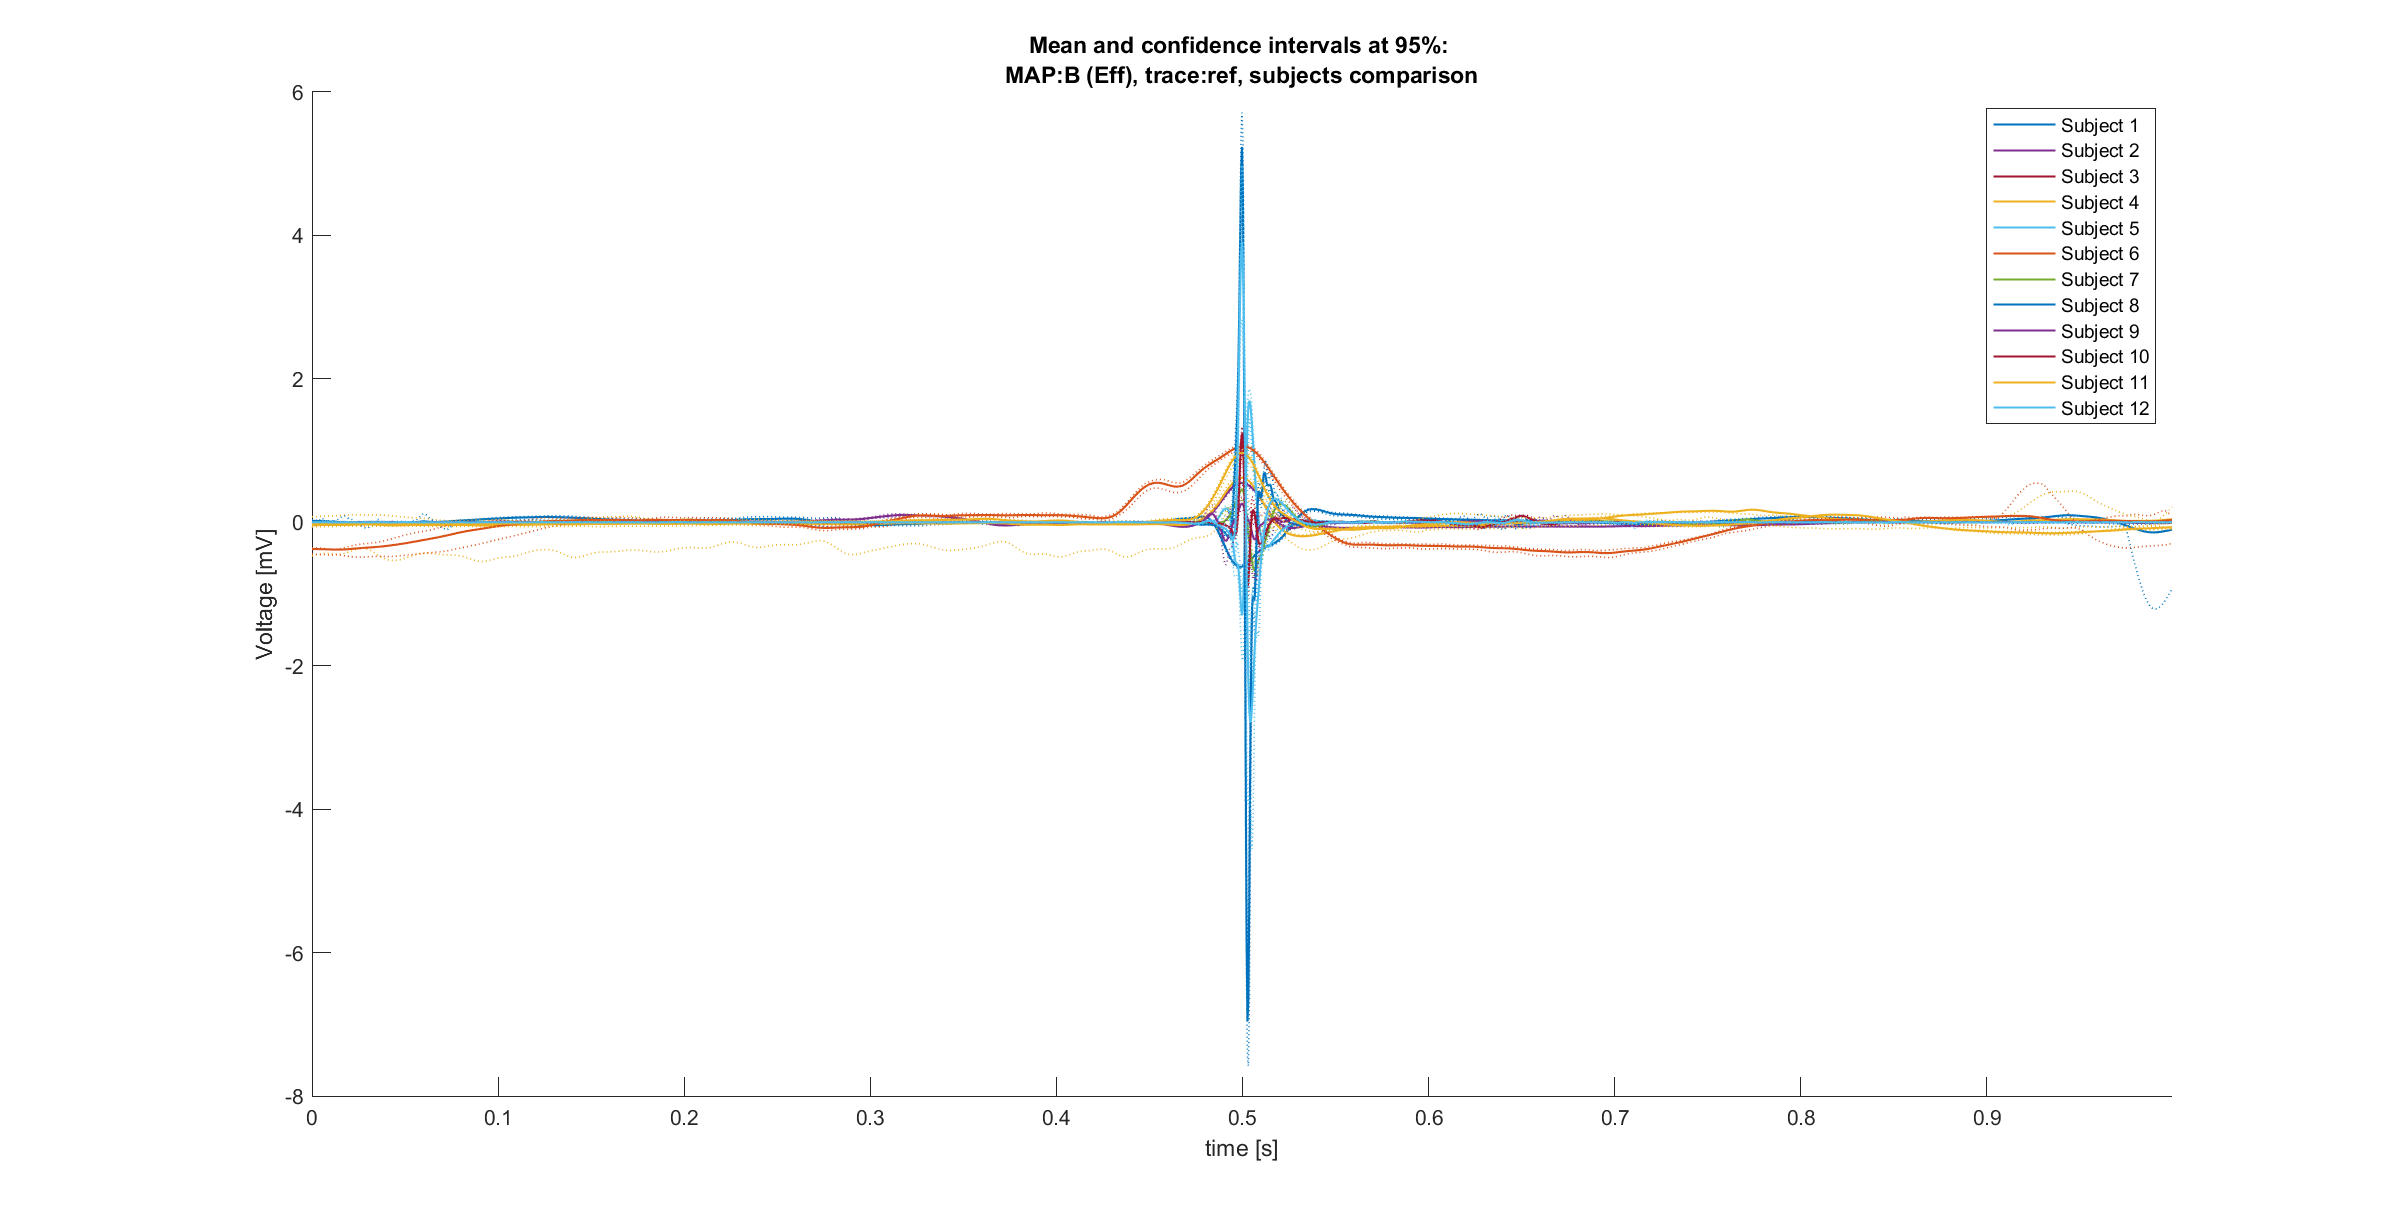 Mean and confidence intervals at 95%:
MAP:B (Eff), trace:ref, subjects comparison
6
4
2
0
-2
-4
-6
-8
Voltage [mV]
0
0.1
0.2
0.3
0.4
0.5
0.6
0.7
0.8
0.9
time [s]
Subject 1
Subject 2
Subject 3
Subject 4
Subject 5
Subject 6
Subject 7
Subject 8
Subject 9
Subject 10
Subject 11
Subject 12